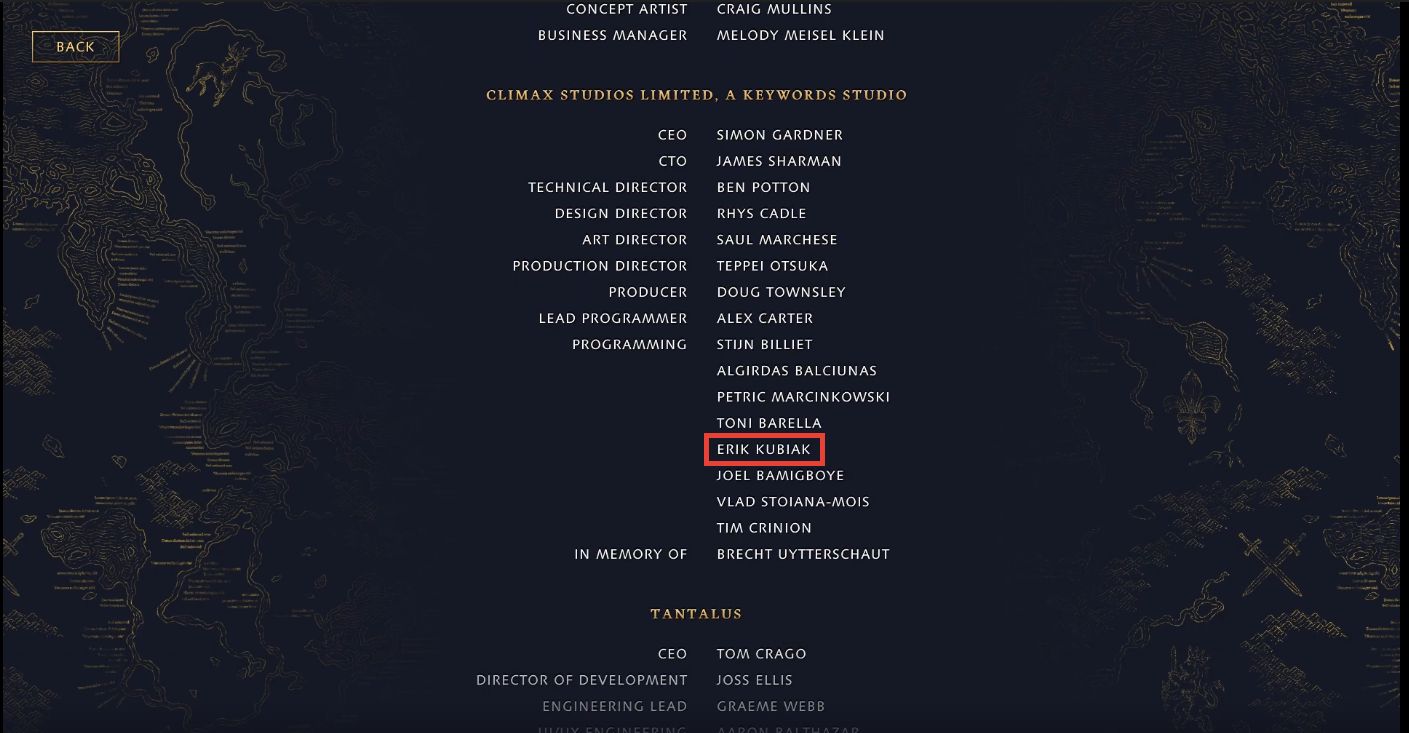 CONCEPT ARTIST CRAIG MULLINS
BACK
BUSINESS MANAGER MELODY MEISEL KLEIN
CLIMAX STUDIOS LIMITED, A KEYWORDS STUDIO
CEO SIMON GARDNER
CTO JAMES SHARMAN
TECHNICAL DIRECTOR BEN POTTON
DESIGN DIRECTOR RHYS CADLE
ART DIRECTOR SAUL MARCHESE
PRODUCTION DIRECTOR TEPPEI OTSUKA
PRODUCER DOUG TOWNSLEY
LEAD PROGRAMMER ALEX CARTER
PROGRAMMING STIJN BILLIET
ALGIRDAS BALCIUNAS
PETRIC MARCINKOWSKI
TONI BARELLA
ERIK KUBIAK
JOEL BAMIGBOYE
VLAD STOIANA-MOIS
TIM CRINION
IN MEMORY OF BRECHT UYTTERSCHAUT
TANTALUS
CEO TOM CRAGO
DIRECTOR OF DEVELOPMENT JOSS ELLIS
ENGINEERING LEAD GRAEME WEBB
UI/UX ENGINEERING AARON BALTHAZAR